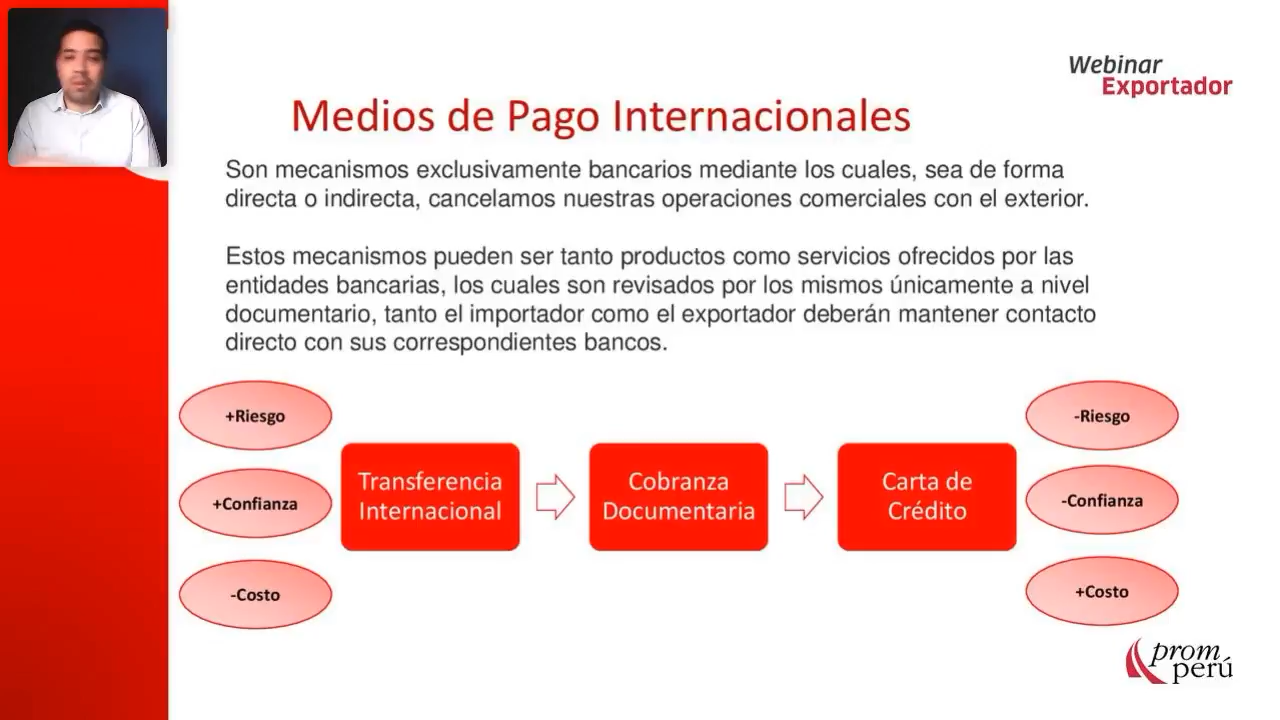 Webinar
Exportador
Medios de Pago Internacionales
Son mecanismos exclusivamente bancarios mediante los cuales, sea de forma
directa o indirecta, cancelamos nuestras operaciones comerciales con el exterior.
Estos mecanismos pueden ser tanto productos como servicios ofrecidos por las
entidades bancarias, los cuales son revisados por los mismos únicamente a nivel
documentario, tanto el importador como el exportador deberán mantener contacto
directo con sus correspondientes bancos.
+Riesgo
+Confianza
-Costo
Transferencia
Internacional
Cobranza
Documentaria
Carta de
Crédito
-Riesgo
-Confianza
+Costo
prom
perú